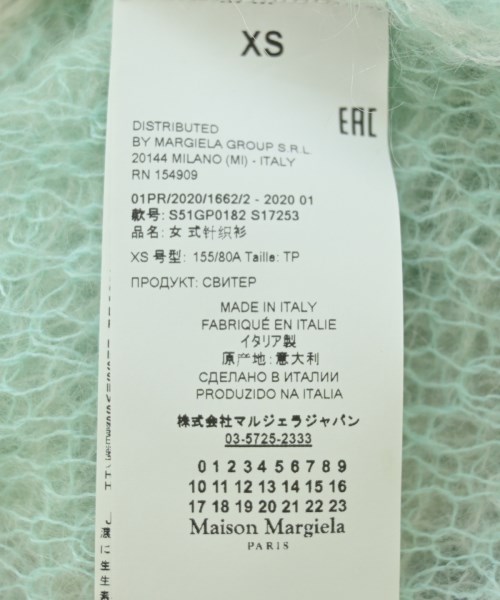 XS
EAC
DISTRIBUTED
BY MARGIELA GROUP S.R.L
20144 MILANO (MI) - ITALY
RN 154909
01PR/2020/1662/2 - 2020 01
款号: S51GP0182 S17253
品名: 女 式针织衫
XS 号型: 155/80A Taille: TP
ПРОДУКТ: СВИТЕР
MADE IN ITALY
FABRIQUÉ EN ITALIE
イタリア製
原产地: 意大利
СДЕЛАНО В ИТАЛИИ
PRODUZIDO NA ITALIA
株式会社マルジェラジャパン
03-5725-2333
0 1 2 3 4 5 6 7 8 9
10 11 12 13 14 15 16
17 18 19 20 21 22 23
Maison Margiela
PARIS